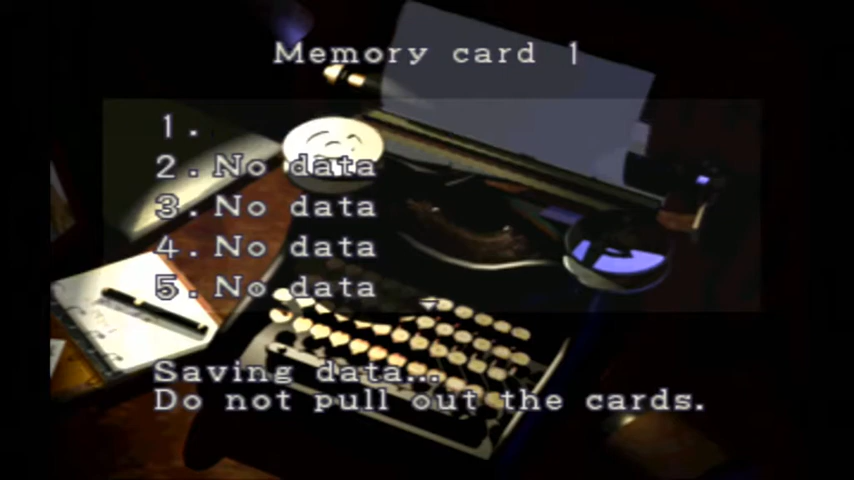 Memory card 1
1.
2. No data
3. No data
4. No data
5. No data
Saving data...
Do not pull out the cards.